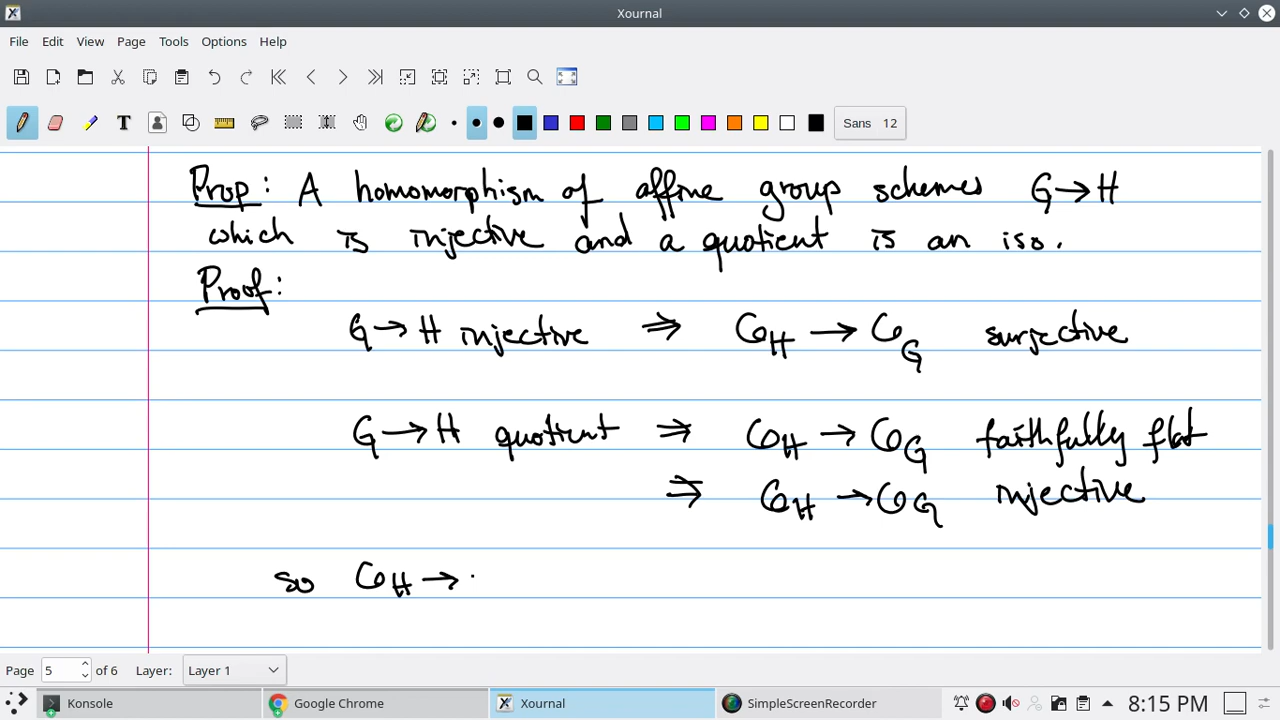 Xournal
File Edit View Page Tools Options Help
Sans 12
Prop: A homomorphism of affine group schemes G→H
which is injective and a quotient is an iso.
Proof:
G→H injective ⇒ O_H → O_G surjective
G→H quotient ⇒ O_H → O_G faithfully flat
⇒ O_H → O_G injective
so O_H →
Page 5 of 6 Layer: Layer 1
Konsole Google Chrome Xournal SimpleScreenRecorder 8:15 PM